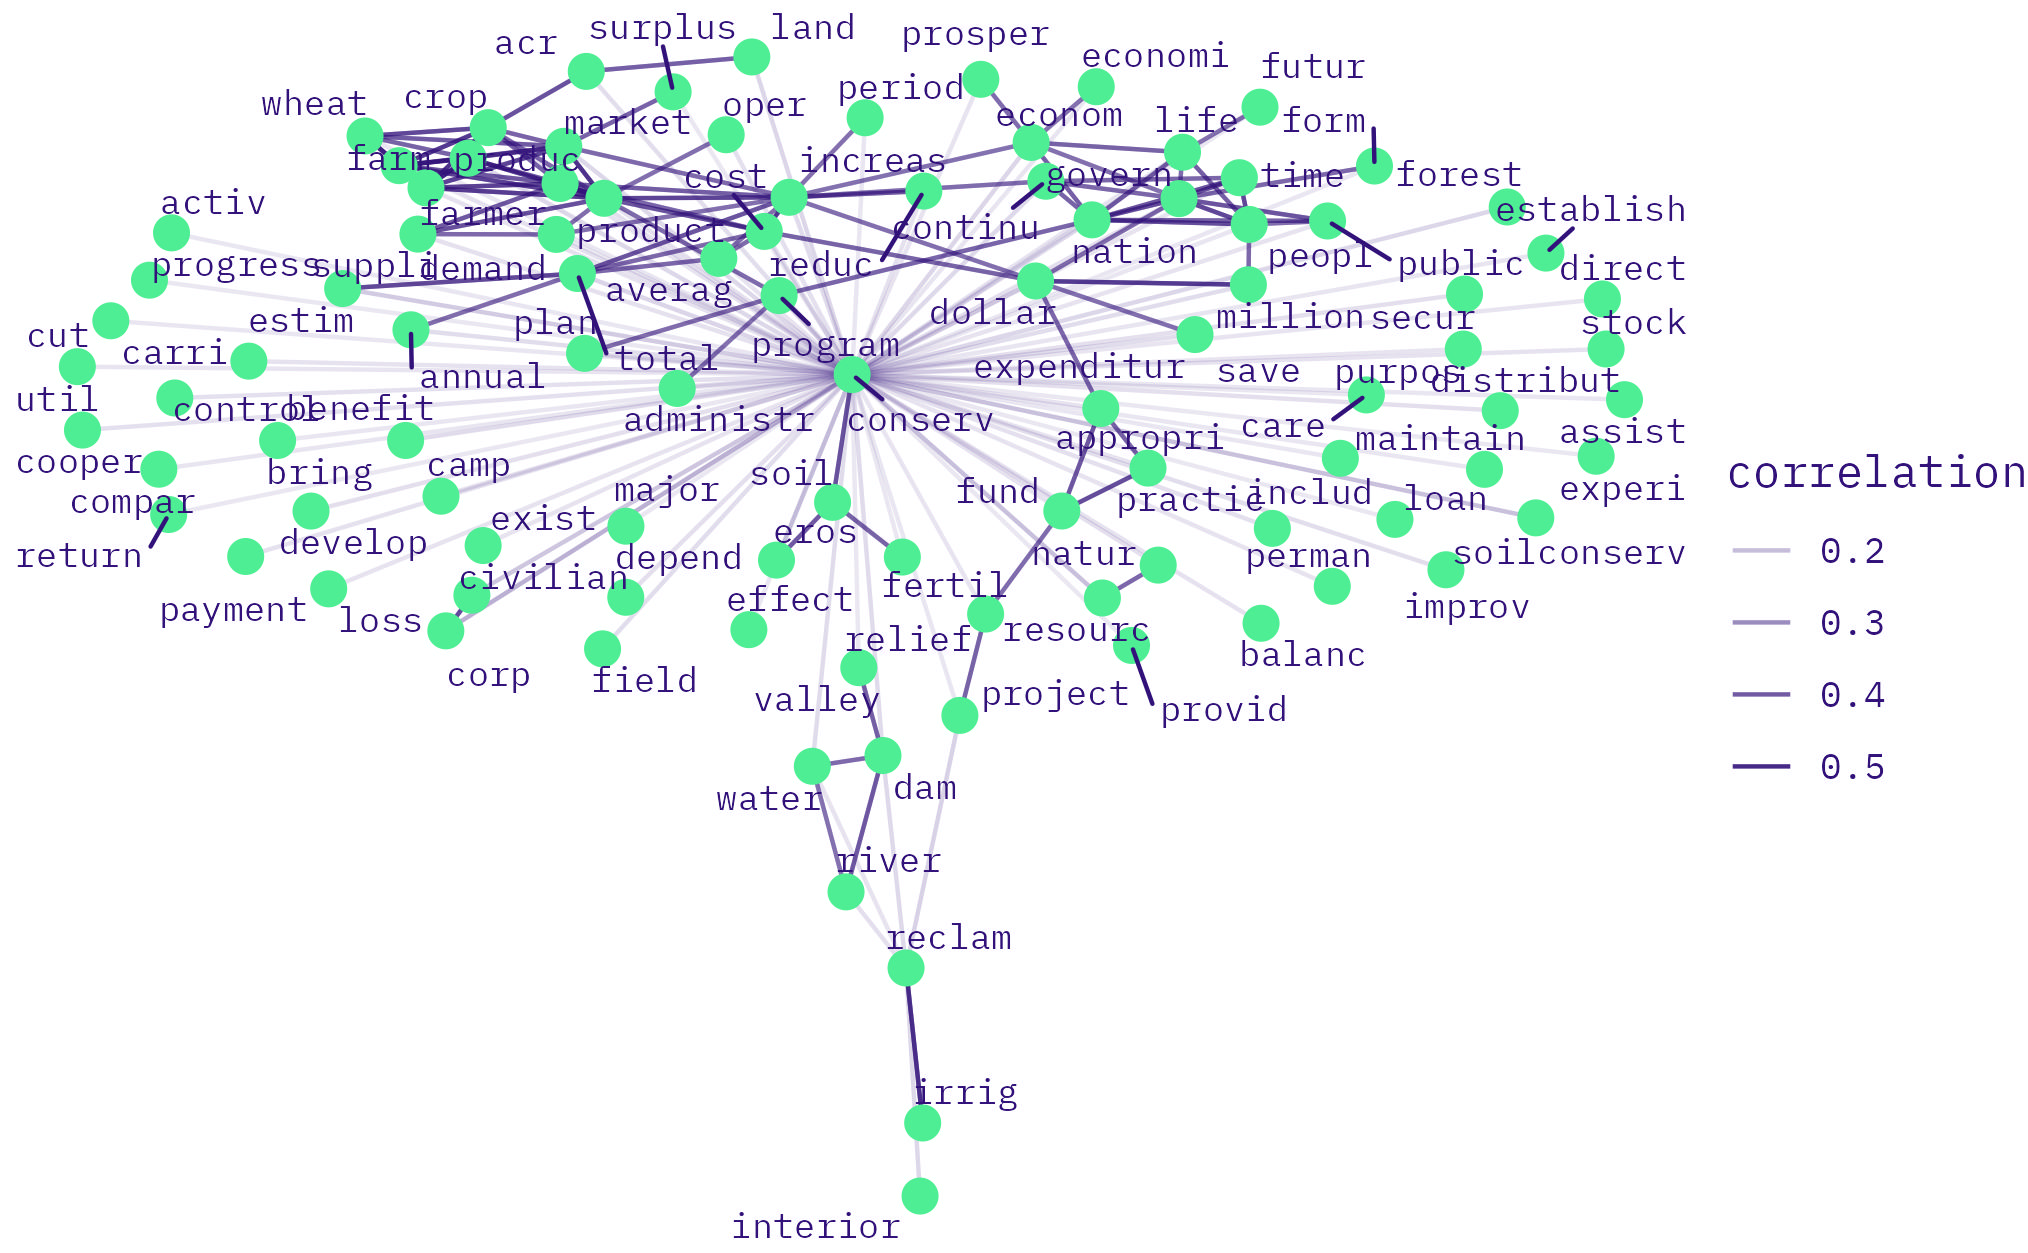 surplus
land
acr
prosper
economi
futur
period
wheat
crop
oper
market
econom
life
form
farm
produc
increas
cost
govern
time
forest
activ
farmer
product
continu
establish
progress
suppli
demand
reduc
nation
peopl
public
direct
averag
estim
plan
dollar
million
secur
stock
cut
carri
total
program
annual
expenditur
save
purpos
distribut
util
control
benefit
administr
conserv
appropri
care
maintain
assist
cooper
bring
camp
soil
major
fund
practic
includ
loan
experi
compar
exist
return
develop
eros
depend
natur
perman
soilconserv
civilian
effect
fertil
payment
loss
relief
resourc
improv
corp
field
valley
project
provid
balanc
water
dam
river
reclam
irrig
interior
correlation
0.2
0.3
0.4
0.5